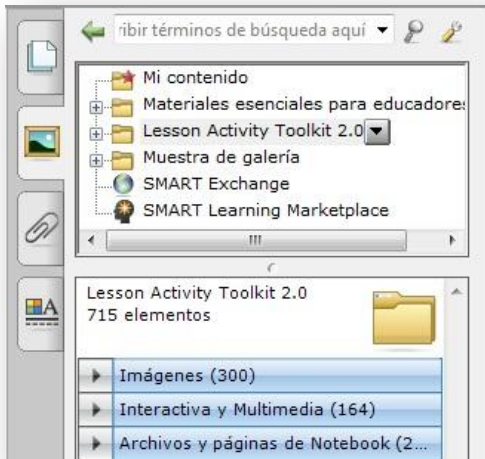 ribir términos de búsqueda aquí
Mi contenido
Materiales esenciales para educadore
Lesson Activity Toolkit 2.0
Muestra de galería
SMART Exchange
SMART Learning Marketplace
Lesson Activity Toolkit 2.0
715 elementos
Imágenes (300)
Interactiva y Multimedia (164)
Archivos y páginas de Notebook (2...